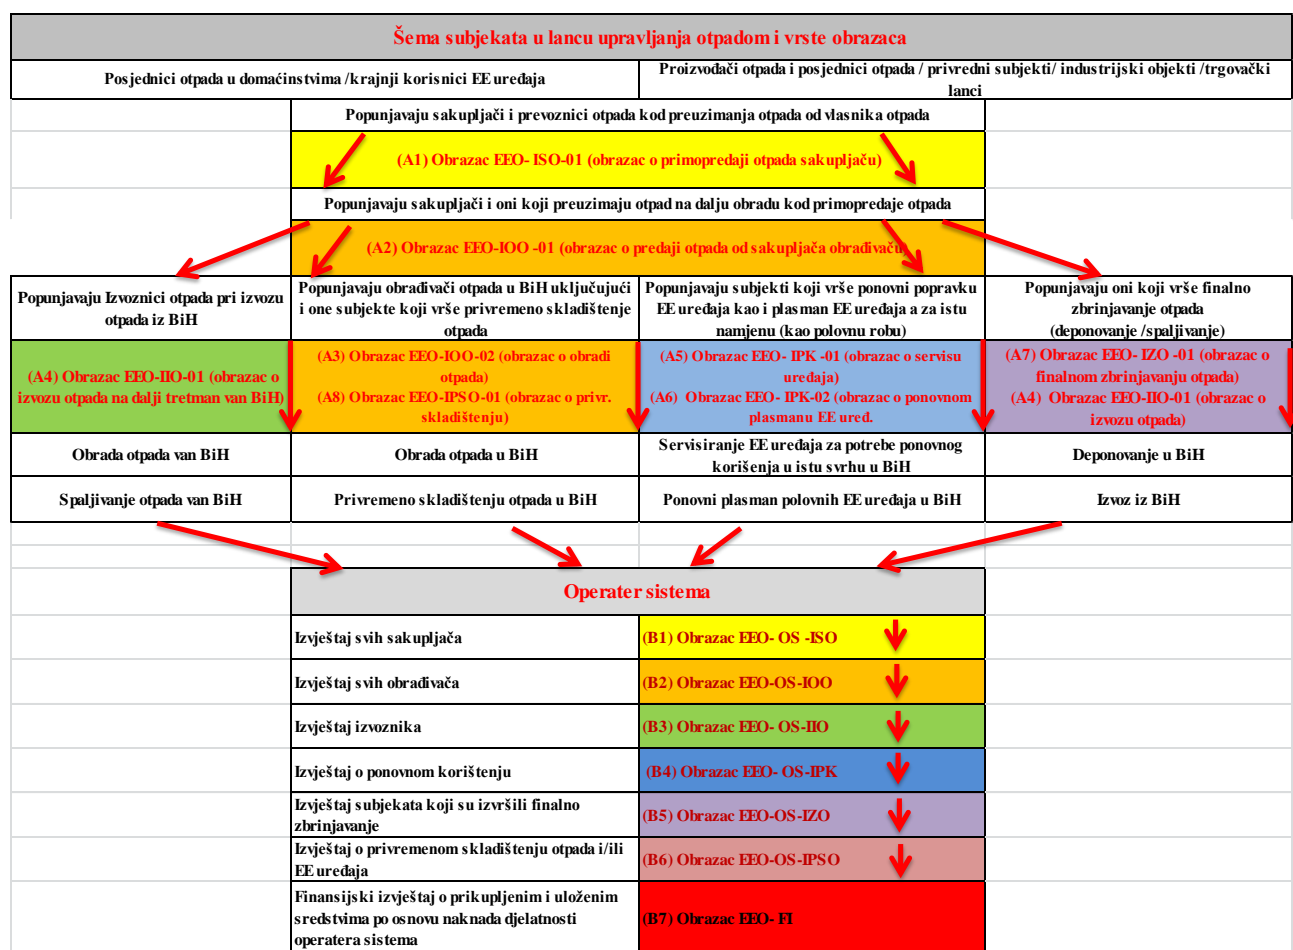 Šema subjekata u lancu upravljanja otpadom i vrste obrazaca
Posjednici otpada u domaćinstvima /krajnji korisnici EE uređaja
Proizvođači otpada i posjednici otpada / privredni subjekti/ industrijski objekti /trgovački
lanci
Popunjavaju sakupljači i prevoznici otpada kod preuzimanja otpada od vlasnika otpada
(A1) Obrazac EEO- ISO-01 (obrazac o primopredaji otpada sakupljaču)
Popunjavaju sakupljači i oni koji preuzimaju otpad na dalju obradu kod primopredaje otpada
(A2) Obrazac EEO-IOO -01 (obrazac o predaji otpada od sakupljača obrađivaču)
Popunjavaju Izvoznici otpada pri izvozu
otpada iz BiH
Popunjavaju obrađivači otpada u BiH uključujući
i one subjekte koji vrše privremeno skladištenje
otpada
Popunjavaju subjekti koji vrše ponovni popravku
EE uređaja kao i plasman EE uređaja a za istu
namjenu (kao polovnu robu)
Popunjavaju oni koji vrše finalno
zbrinjavanje otpada
(deponovanje /spaljivanje)
(A4) Obrazac EEO-IIO-01 (obrazac o
izvozu otpada na dalji tretman van BiH)
(A3) Obrazac EEO-IOO-02 (obrazac o obradi
otpada)
(A8) Obrazac EEO-IPSO-01 (obrazac o privr.
skladištenju)
(A5) Obrazac EEO- IPK -01 (obrazac o servisu
uređaja)
(A6) Obrazac EEO- IPK-02 (obrazac o ponovnom
plasmanu EE uređ.
(A7) Obrazac EEO- IZO -01 (obrazac o
finalnom zbrinjavanju otpada)
(A4) Obrazac EEO-IIO-01 (obrazac o
izvozu otpada)
Obrada otpada van BiH
Obrada otpada u BiH
Servisiranje EE uređaja za potrebe ponovnog
korišenja u istu svrhu u BiH
Deponovanje u BiH
Spaljivanje otpada van BiH
Privremeno skladištenju otpada u BiH
Ponovni plasman polovnih EE uređaja u BiH
Izvoz iz BiH
Operater sistema
Izvještaj svih sakupljača
(B1) Obrazac EEO- OS -ISO
Izvještaj svih obrađivača
(B2) Obrazac EEO-OS-IOO
Izvještaj izvoznika
(B3) Obrazac EEO- OS-IIO
Izvještaj o ponovnom korištenju
(B4) Obrazac EEO- OS-IPK
Izvještaj subjekata koji su izvršili finalno
zbrinjavanje
(B5) Obrazac EEO-OS-IZO
Izvještaj o privremenom skladištenju otpada i/ili
EE uređaja
(B6) Obrazac EEO-OS-IPSO
Finansijski izvještaj o prikupljenim i uloženim
sredstvima po osnovu naknada djelatnosti
operatera sistema
(B7) Obrazac EEO- FI